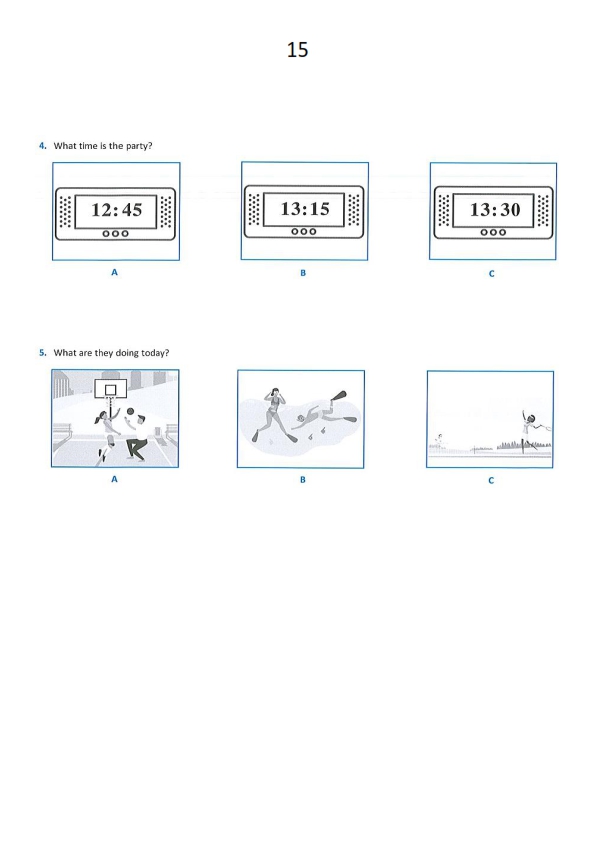 15
4. What time is the party?
12:45 13:15 13:30
A B C
5. What are they doing today?
A B C